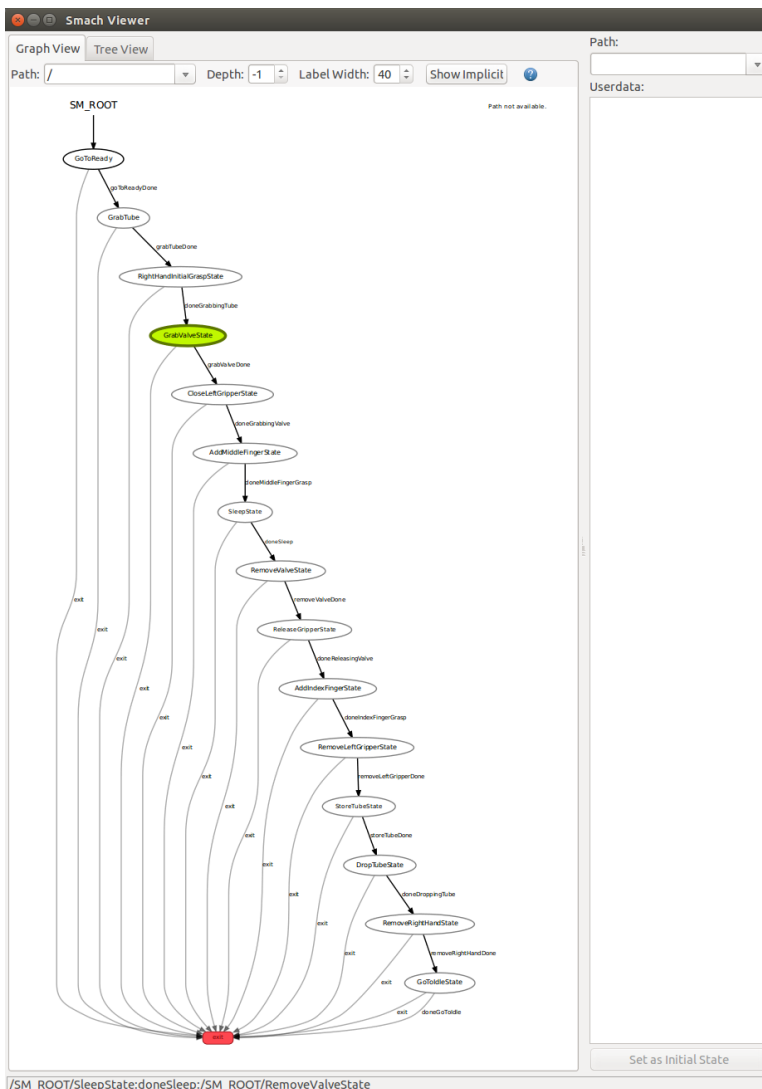 Smach Viewer
Graph View
Tree View
Path:
/
Depth:
-1
Label Width:
40
Show Implicit
?
Path:
Userdata:
SM_ROOT
Path not available.
GoToReady
goToReadyDone
GrabTube
grabTubeDone
RightHandInitialGraspState
doneGrabbingTube
GrabValveState
grabValveDone
CloseLeftGripperState
doneGrabbingValve
AddMiddleFingerState
doneMiddleFingerGrasp
SleepState
doneSleep
RemoveValveState
removeValveDone
exit
exit
ReleaseGripperState
exit
doneReleasingValve
exit
AddIndexFingerState
exit
doneIndexFingerGrasp
exit
RemoveLeftGripperState
exit
removeLeftGripperDone
StoreTubeState
exit
exit
storeTubeDone
exit
DropTubeState
exit
doneDroppingTube
RemoveRightHandState
exit
exit
removeRightHandDone
GoToIdleState
exit
exit
doneGoToIdle
exit
Set as Initial State
/SM_ROOT/SleepState:doneSleep:/SM_ROOT/RemoveValveState